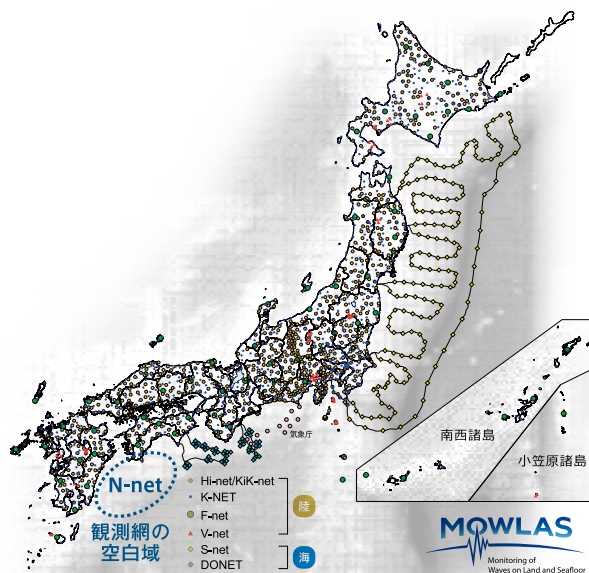 気象庁
南西諸島
小笠原諸島
N-net
観測網の
空白域
Hi-net/KiK-net
K-NET
F-net
V-net
陸
S-net
DONET
海
MOWLAS
Monitoring of
Waves on Land and Seafloor